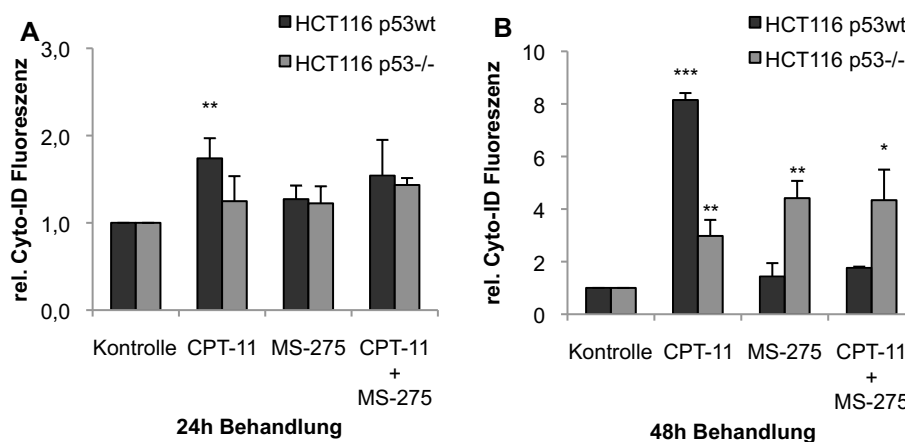 A
HCT116 p53wt
HCT116 p53-/-
rel. Cyto-ID Fluoreszenz
3,0
2,0
1,0
0,0
**
Kontrolle CPT-11 MS-275 CPT-11 + MS-275
24h Behandlung
B
HCT116 p53wt
HCT116 p53-/-
rel. Cyto-ID Fluoreszenz
10
8
6
4
2
0
***
**
**
*
Kontrolle CPT-11 MS-275 CPT-11 + MS-275
48h Behandlung